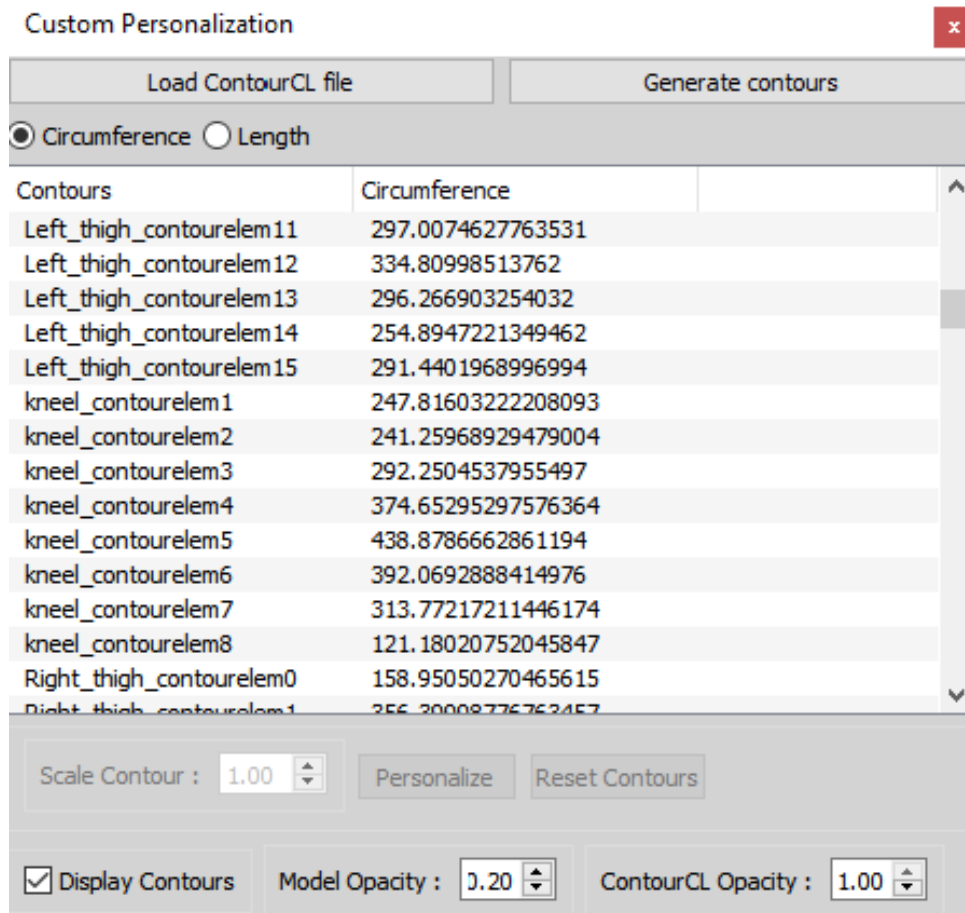 Custom Personalization x
Load ContourCL file Generate contours
Circumference Length
Contours Circumference
Left_thigh_contourelem11 297.0074627763531
Left_thigh_contourelem12 334.80998513762
Left_thigh_contourelem13 296.266903254032
Left_thigh_contourelem14 254.8947221349462
Left_thigh_contourelem15 291.4401968996994
kneel_contourelem1 247.81603222208093
kneel_contourelem2 241.25968929479004
kneel_contourelem3 292.2504537955497
kneel_contourelem4 374.65295297576364
kneel_contourelem5 438.8786662861194
kneel_contourelem6 392.0692888414976
kneel_contourelem7 313.77217211446174
kneel_contourelem8 121.18020752045847
Right_thigh_contourelem0 158.95050270465615
Right_thigh_contourelem1
Scale Contour : 1.00 Personalize Reset Contours
Display Contours Model Opacity : 0.20 ContourCL Opacity : 1.00